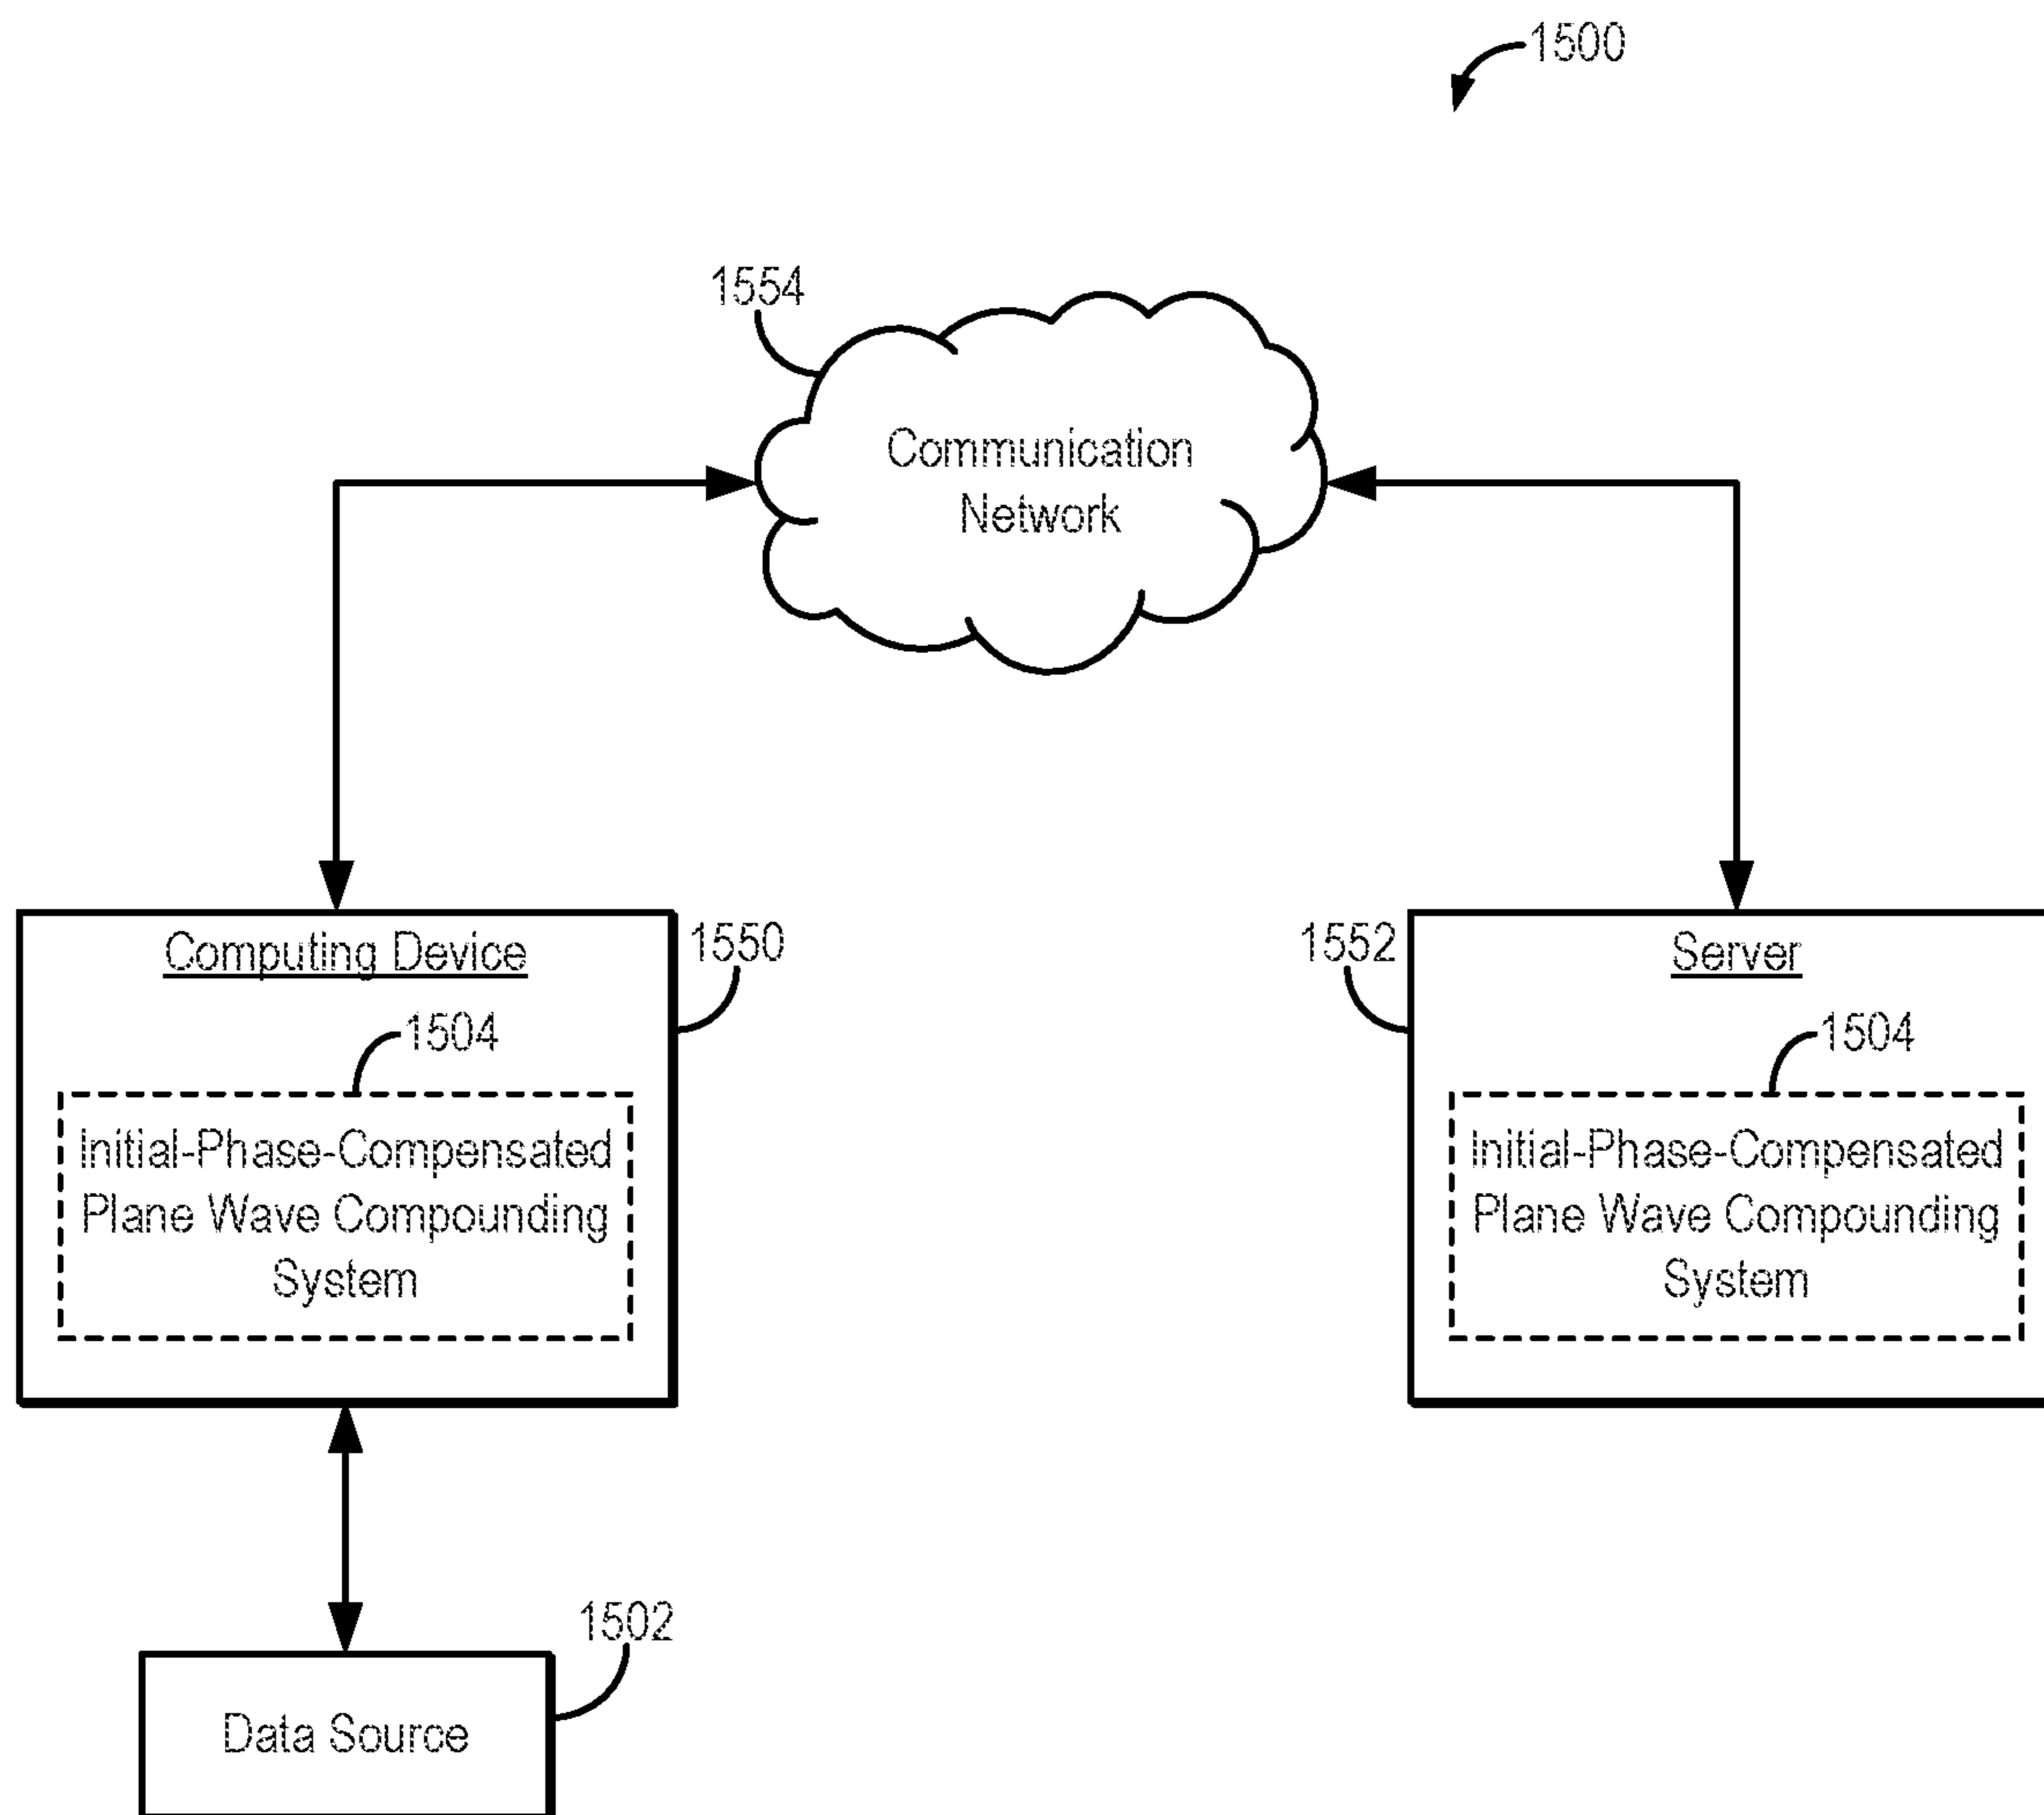 1500
1554
Communication
Network
Computing Device
1550
1504
Initial-Phase-Compensated
Plane Wave Compounding
System
1552
Server
1504
Initial-Phase-Compensated
Plane Wave Compounding
System
1502
Data Source